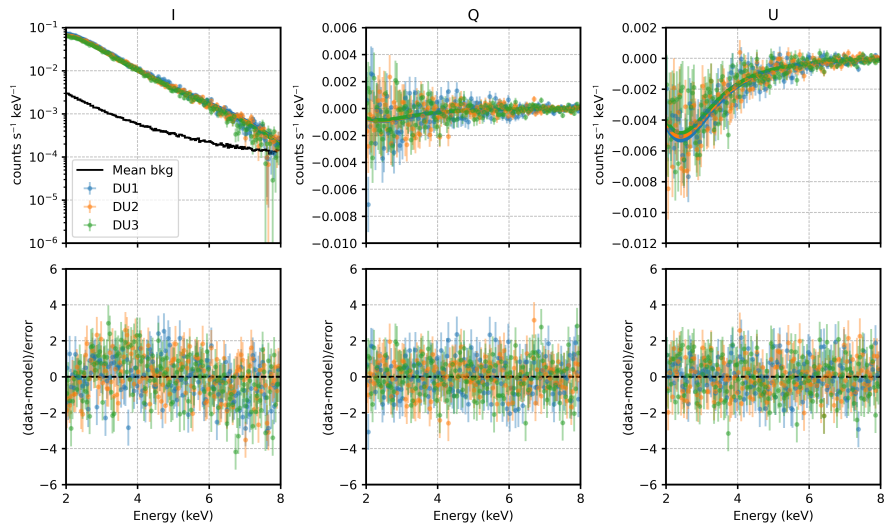 I
Q
U
counts s⁻¹ keV⁻¹
10⁻¹
10⁻²
10⁻³
10⁻⁴
10⁻⁵
10⁻⁶
Mean bkg
DU1
DU2
DU3
counts s⁻¹ keV⁻¹
0.006
0.004
0.002
0.000
−0.002
−0.004
−0.006
−0.008
−0.010
counts s⁻¹ keV⁻¹
0.002
0.000
−0.002
−0.004
−0.006
−0.008
−0.010
−0.012
(data-model)/error
6
4
2
0
−2
−4
−6
2 4 6 8
Energy (keV)
(data-model)/error
6
4
2
0
−2
−4
−6
2 4 6 8
Energy (keV)
(data-model)/error
6
4
2
0
−2
−4
−6
2 4 6 8
Energy (keV)